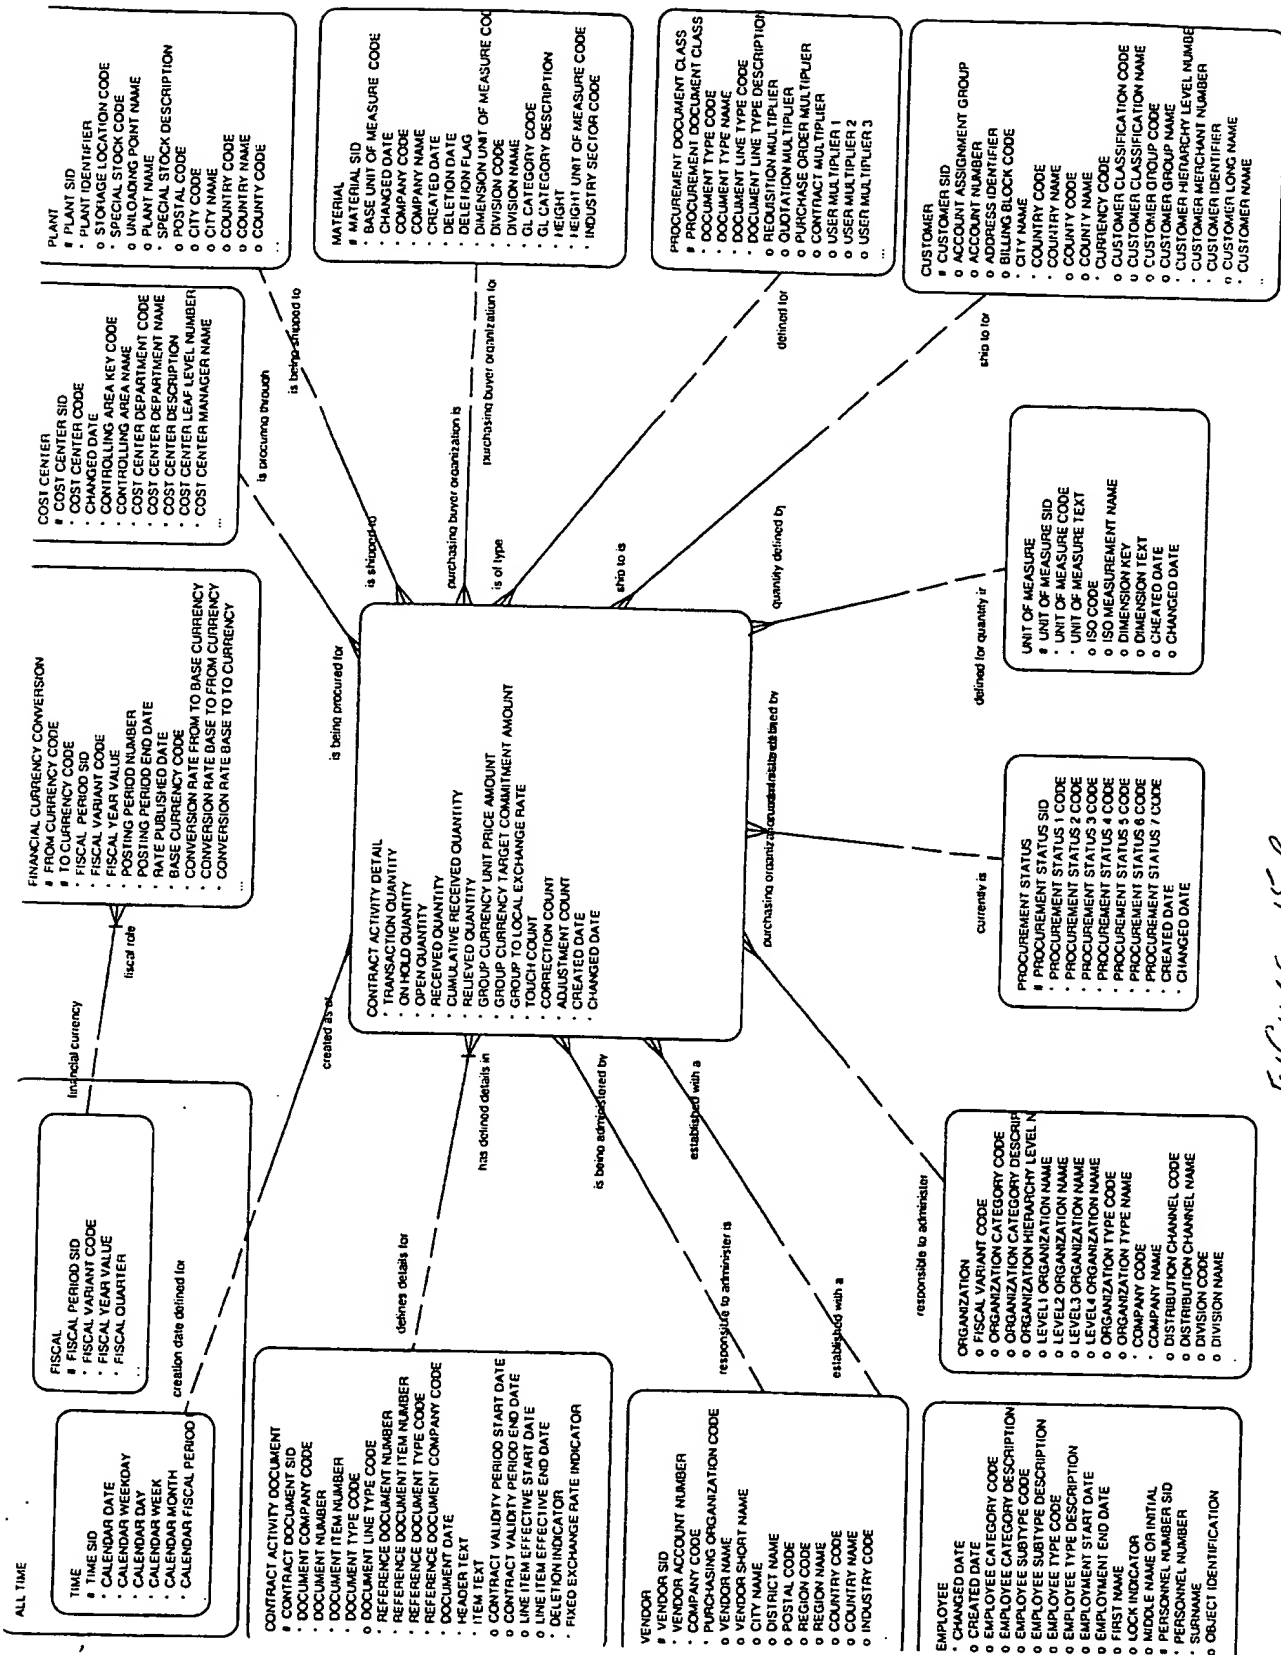 ALL TIME
TIME
# TIME SID
· CALENDAR DATE
· CALENDAR WEEKDAY
· CALENDAR DAY
· CALENDAR WEEK
· CALENDAR MONTH
· CALENDAR FISCAL PERIOD
FISCAL
# FISCAL PERIOD SID
· FISCAL VARIANT CODE
· FISCAL YEAR VALUE
· FISCAL QUARTER
financial currency
fiscal rate
FINANCIAL CURRENCY CONVERSION
# FROM CURRENCY CODE
# TO CURRENCY CODE
· FISCAL PERIOD SID
· FISCAL VARIANT CODE
· FISCAL YEAR VALUE
· POSTING PERIOD NUMBER
· POSTING PERIOD END DATE
· RATE PUBLISHED DATE
· BASE CURRENCY CODE
· CONVERSION RATE FROM TO BASE CURRENCY
· CONVERSION RATE BASE TO FROM CURRENCY
· CONVERSION RATE BASE TO TO CURRENCY
...
COST CENTER
# COST CENTER SID
· COST CENTER CODE
· CHANGED DATE
· CONTROLLING AREA KEY CODE
· CONTROLLING AREA NAME
· COST CENTER DEPARTMENT CODE
· COST CENTER DEPARTMENT NAME
· COST CENTER DESCRIPTION
· COST CENTER LEAF LEVEL NUMBER
· COST CENTER MANAGER NAME
...
PLANT
# PLANT SID
· PLANT IDENTIFIER
o STORAGE LOCATION CODE
· SPECIAL STOCK CODE
o UNLOADING POINT NAME
o PLANT NAME
· SPECIAL STOCK DESCRIPTION
o POSTAL CODE
o CITY CODE
o CITY NAME
o COUNTRY CODE
o COUNTRY NAME
o COUNTY CODE
..
creation date defined for
created as of
is being procured for
is procuring through
is shipped to
is being shipped to
CONTRACT ACTIVITY DOCUMENT
# CONTRACT DOCUMENT SID
· DOCUMENT COMPANY CODE
· DOCUMENT NUMBER
· DOCUMENT ITEM NUMBER
· DOCUMENT TYPE CODE
o DOCUMENT LINE TYPE CODE
· REFERENCE DOCUMENT NUMBER
· REFERENCE DOCUMENT ITEM NUMBER
· REFERENCE DOCUMENT TYPE CODE
· REFERENCE DOCUMENT COMPANY CODE
· DOCUMENT DATE
· HEADER TEXT
· ITEM TEXT
o CONTRACT VALIDITY PERIOD START DATE
o CONTRACT VALIDITY PERIOD END DATE
o LINE ITEM EFFECTIVE START DATE
o LINE ITEM EFFECTIVE END DATE
· DELETION INDICATOR
· FIXED EXCHANGE RATE INDICATOR
defines details for
has defined details in
CONTRACT ACTIVITY DETAIL
· TRANSACTION QUANTITY
· ON HOLD QUANTITY
· OPEN QUANTITY
· RECEIVED QUANTITY
· CUMULATIVE RECEIVED QUANTITY
· RELIEVED QUANTITY
· GROUP CURRENCY UNIT PRICE AMOUNT
· GROUP CURRENCY TARGET COMMITMENT AMOUNT
· GROUP TO LOCAL EXCHANGE RATE
· TOUCH COUNT
· CORRECTION COUNT
· ADJUSTMENT COUNT
· CREATED DATE
· CHANGED DATE
purchasing buyer organization is
purchasing buyer organization for
MATERIAL
# MATERIAL SID
· BASE UNIT OF MEASURE CODE
· CHANGED DATE
· COMPANY CODE
· COMPANY NAME
· CREATED DATE
· DELETION DATE
· DELETION FLAG
· DIMENSION UNIT OF MEASURE COD
· DIVISION CODE
· DIVISION NAME
· GL CATEGORY CODE
· GL CATEGORY DESCRIPTION
· HEIGHT
· HEIGHT UNIT OF MEASURE CODE
· INDUSTRY SECTOR CODE
...
is of type
defined for
PROCUREMENT DOCUMENT CLASS
# PROCUREMENT DOCUMENT CLASS
· DOCUMENT TYPE CODE
· DOCUMENT TYPE NAME
· DOCUMENT LINE TYPE CODE
· DOCUMENT LINE TYPE DESCRIPTION
o REQUISITION MULTIPLIER
o QUOTATION MULTIPLIER
o PURCHASE ORDER MULTIPLIER
o CONTRACT MULTIPLIER
o USER MULTIPLIER 1
o USER MULTIPLIER 2
o USER MULTIPLIER 3
...
ship to is
ship to for
CUSTOMER
# CUSTOMER SID
o ACCOUNT ASSIGNMENT GROUP
o ACCOUNT NUMBER
o ADDRESS IDENTIFIER
o BILLING BLOCK CODE
· CITY NAME
· COUNTRY CODE
· COUNTRY NAME
o COUNTY CODE
o COUNTY NAME
· CURRENCY CODE
o CUSTOMER CLASSIFICATION CODE
o CUSTOMER CLASSIFICATION NAME
o CUSTOMER GROUP CODE
o CUSTOMER GROUP NAME
· CUSTOMER HIERARCHY LEVEL NUMBE
· CUSTOMER MERCHANT NUMBER
· CUSTOMER IDENTIFIER
o CUSTOMER LONG NAME
· CUSTOMER NAME
...
VENDOR
# VENDOR SID
· VENDOR ACCOUNT NUMBER
· COMPANY CODE
· PURCHASING ORGANIZATION CODE
o VENDOR NAME
o VENDOR SHORT NAME
o CITY NAME
o DISTRICT NAME
o POSTAL CODE
o REGION CODE
o REGION NAME
o COUNTRY CODE
o COUNTRY NAME
o INDUSTRY CODE
responsible to administer is
is being administered by
established with a
established with a
EMPLOYEE
· CHANGED DATE
o CREATED DATE
o EMPLOYEE CATEGORY CODE
o EMPLOYEE CATEGORY DESCRIPTION
o EMPLOYEE SUBTYPE CODE
o EMPLOYEE SUBTYPE DESCRIPTION
o EMPLOYEE TYPE CODE
o EMPLOYEE TYPE DESCRIPTION
o EMPLOYMENT START DATE
o EMPLOYMENT END DATE
o FIRST NAME
o LOCK INDICATOR
o MIDDLE NAME OR INITIAL
# PERSONNEL NUMBER SID
· PERSONNEL NUMBER
· SURNAME
o OBJECT IDENTIFICATION
ORGANIZATION
o FISCAL VARIANT CODE
o ORGANIZATION CATEGORY CODE
o ORGANIZATION CATEGORY DESCRIP
o ORGANIZATION HIERARCHY LEVEL N
o LEVEL1 ORGANIZATION NAME
o LEVEL2 ORGANIZATION NAME
o LEVEL3 ORGANIZATION NAME
o LEVEL4 ORGANIZATION NAME
o ORGANIZATION TYPE CODE
o ORGANIZATION TYPE NAME
· COMPANY CODE
· COMPANY NAME
o DISTRIBUTION CHANNEL CODE
o DISTRIBUTION CHANNEL NAME
o DIVISION CODE
o DIVISION NAME
responsible to administer
purchasing organization
currently is
PROCUREMENT STATUS
# PROCUREMENT STATUS SID
· PROCUREMENT STATUS 1 CODE
· PROCUREMENT STATUS 2 CODE
· PROCUREMENT STATUS 3 CODE
· PROCUREMENT STATUS 4 CODE
· PROCUREMENT STATUS 5 CODE
· PROCUREMENT STATUS 6 CODE
· PROCUREMENT STATUS 7 CODE
· CREATED DATE
· CHANGED DATE
quantity defined by
defined for quantity ir
UNIT OF MEASURE
# UNIT OF MEASURE SID
· UNIT OF MEASURE CODE
· UNIT OF MEASURE TEXT
o ISO CODE
o ISO MEASUREMENT NAME
o DIMENSION KEY
o DIMENSION TEXT
o CREATED DATE
o CHANGED DATE